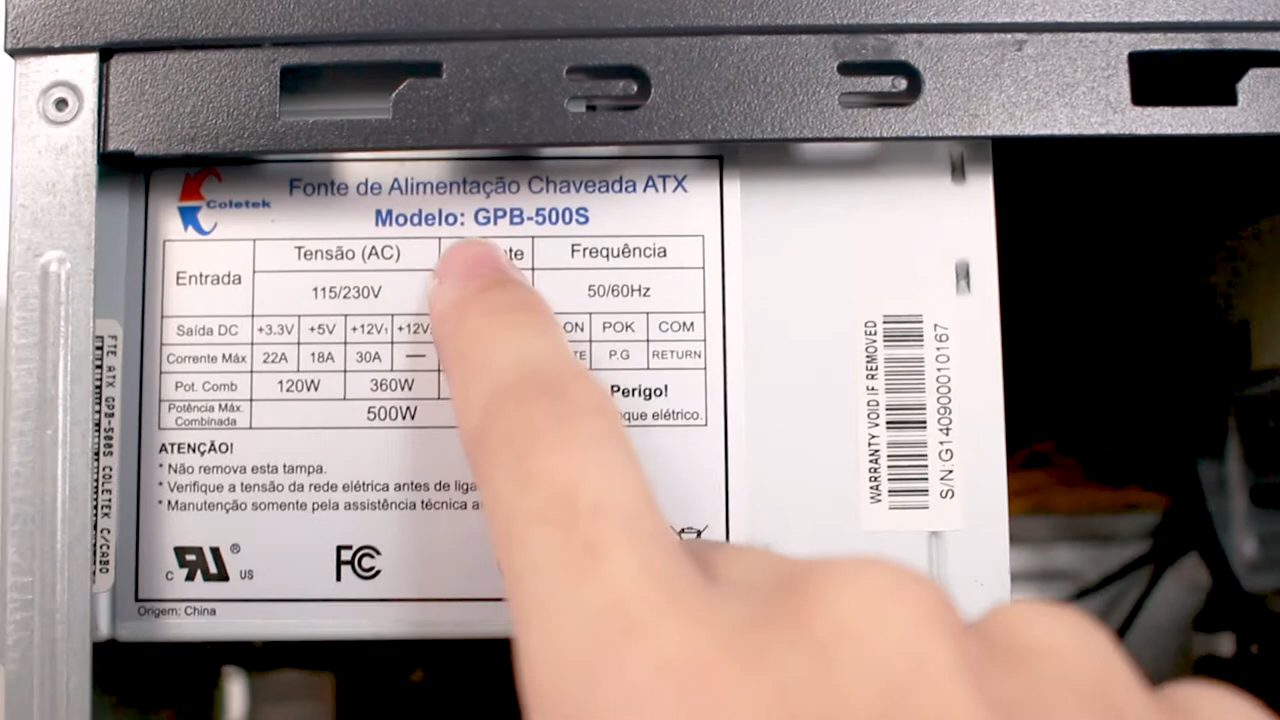 Coletek
Fonte de Alimentação Chaveada ATX
Modelo: GPB-500S
Entrada
Tensão (AC)
Frequência
115/230V
50/60Hz
Saída DC +3.3V +5V +12V1 +12V ON POK COM
Corrente Máx 22A 18A 30A — P.G RETURN
Pot. Comb 120W 360W Perigo!
Potência Máx.
Combinada
500W elétrico.
ATENÇÃO!
* Não remova esta tampa.
* Verifique a tensão da rede elétrica antes de
* Manutenção somente pela assistência técnica
C US ®
FC
Origem: China
FTE ATX GPB-500S COLETEK C/CABO
WARRANTY VOID IF REMOVED
S/N:G140900010167